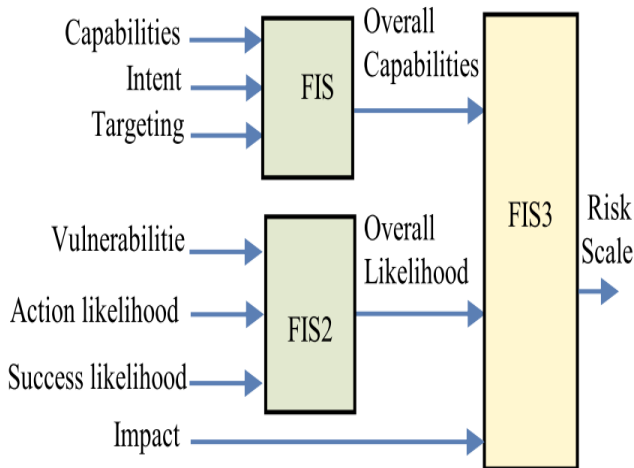 Capabilities
Intent
Targeting
FIS
Overall
Capabilities
Vulnerabilitie
Action likelihood
Success likelihood
FIS2
Overall
Likelihood
Impact
FIS3
Risk
Scale